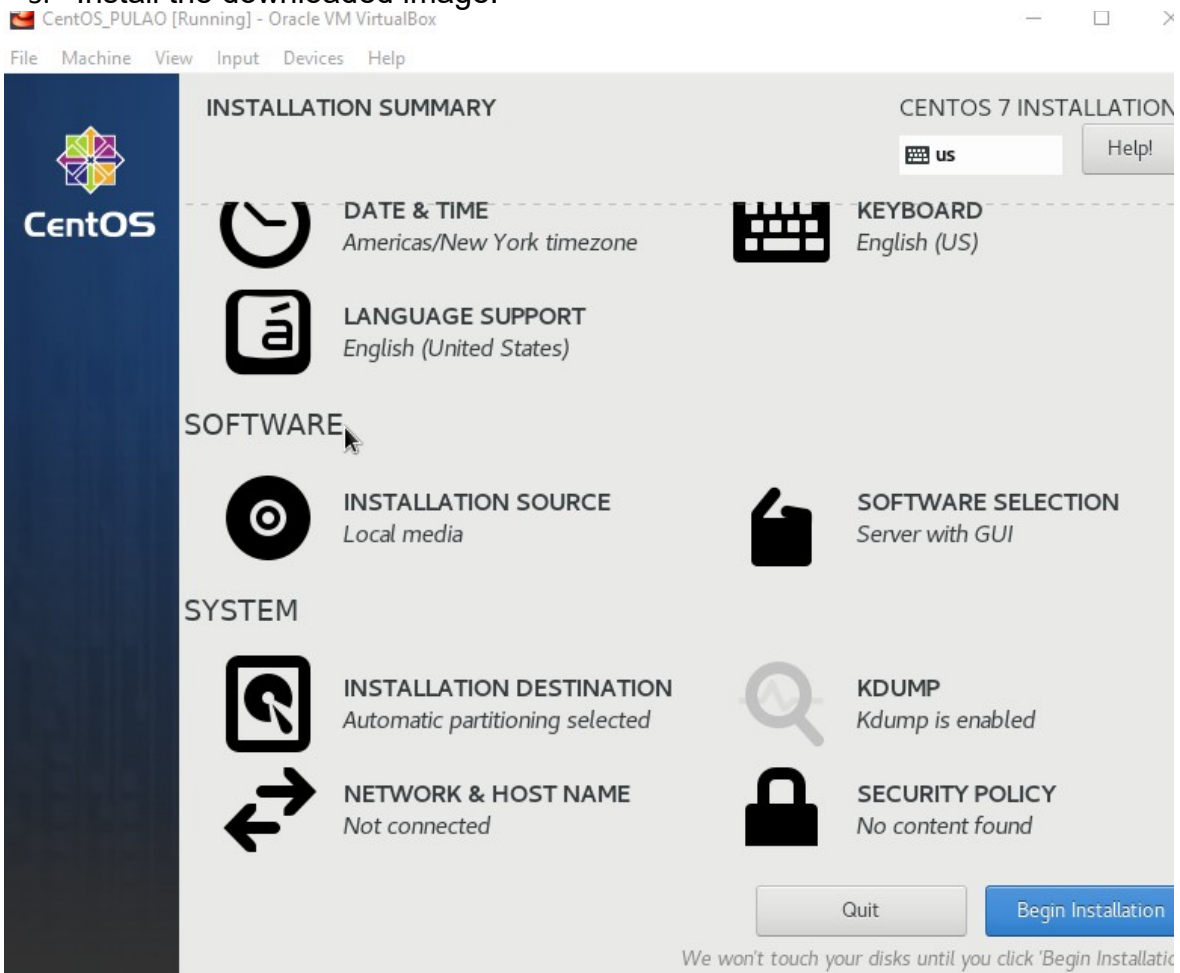 s. Install the downloaded image.
CentOS_PULAO [Running] - Oracle VM VirtualBox
File Machine View Input Devices Help
INSTALLATION SUMMARY
CENTOS 7 INSTALLATION
us
Help!
CentOS
DATE & TIME
Americas/New York timezone
KEYBOARD
English (US)
á
LANGUAGE SUPPORT
English (United States)
SOFTWARE
INSTALLATION SOURCE
Local media
SOFTWARE SELECTION
Server with GUI
SYSTEM
INSTALLATION DESTINATION
Automatic partitioning selected
KDUMP
Kdump is enabled
NETWORK & HOST NAME
Not connected
SECURITY POLICY
No content found
Quit
Begin Installation
We won't touch your disks until you click 'Begin Installatio